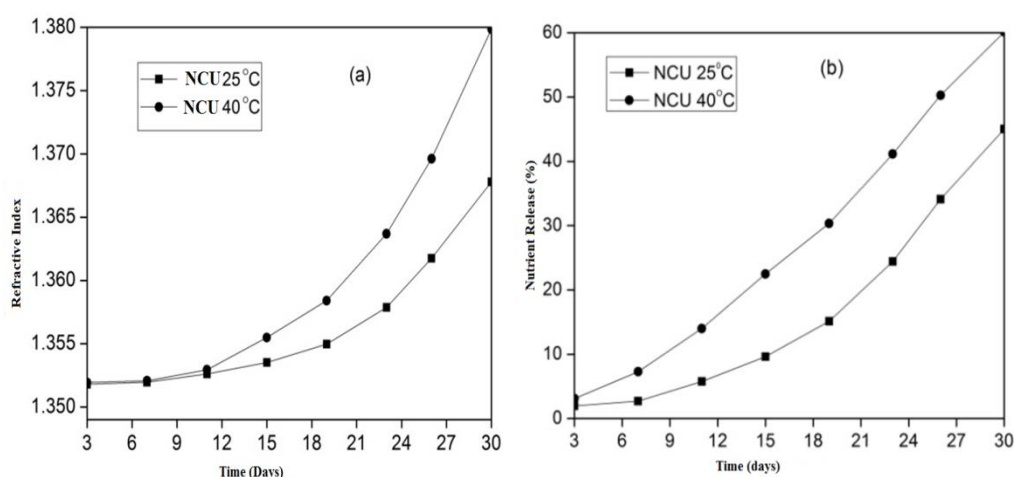 1.380
1.375
1.370
1.365
1.360
1.355
1.350
Refractive Index
NCU 25°C
NCU 40°C
(a)
3 6 9 12 15 18 21 24 27 30
Time (Days)
60
50
40
30
20
10
0
Nutrient Release (%)
NCU 25°C
NCU 40°C
(b)
3 6 9 12 15 18 21 24 27 30
Time (days)